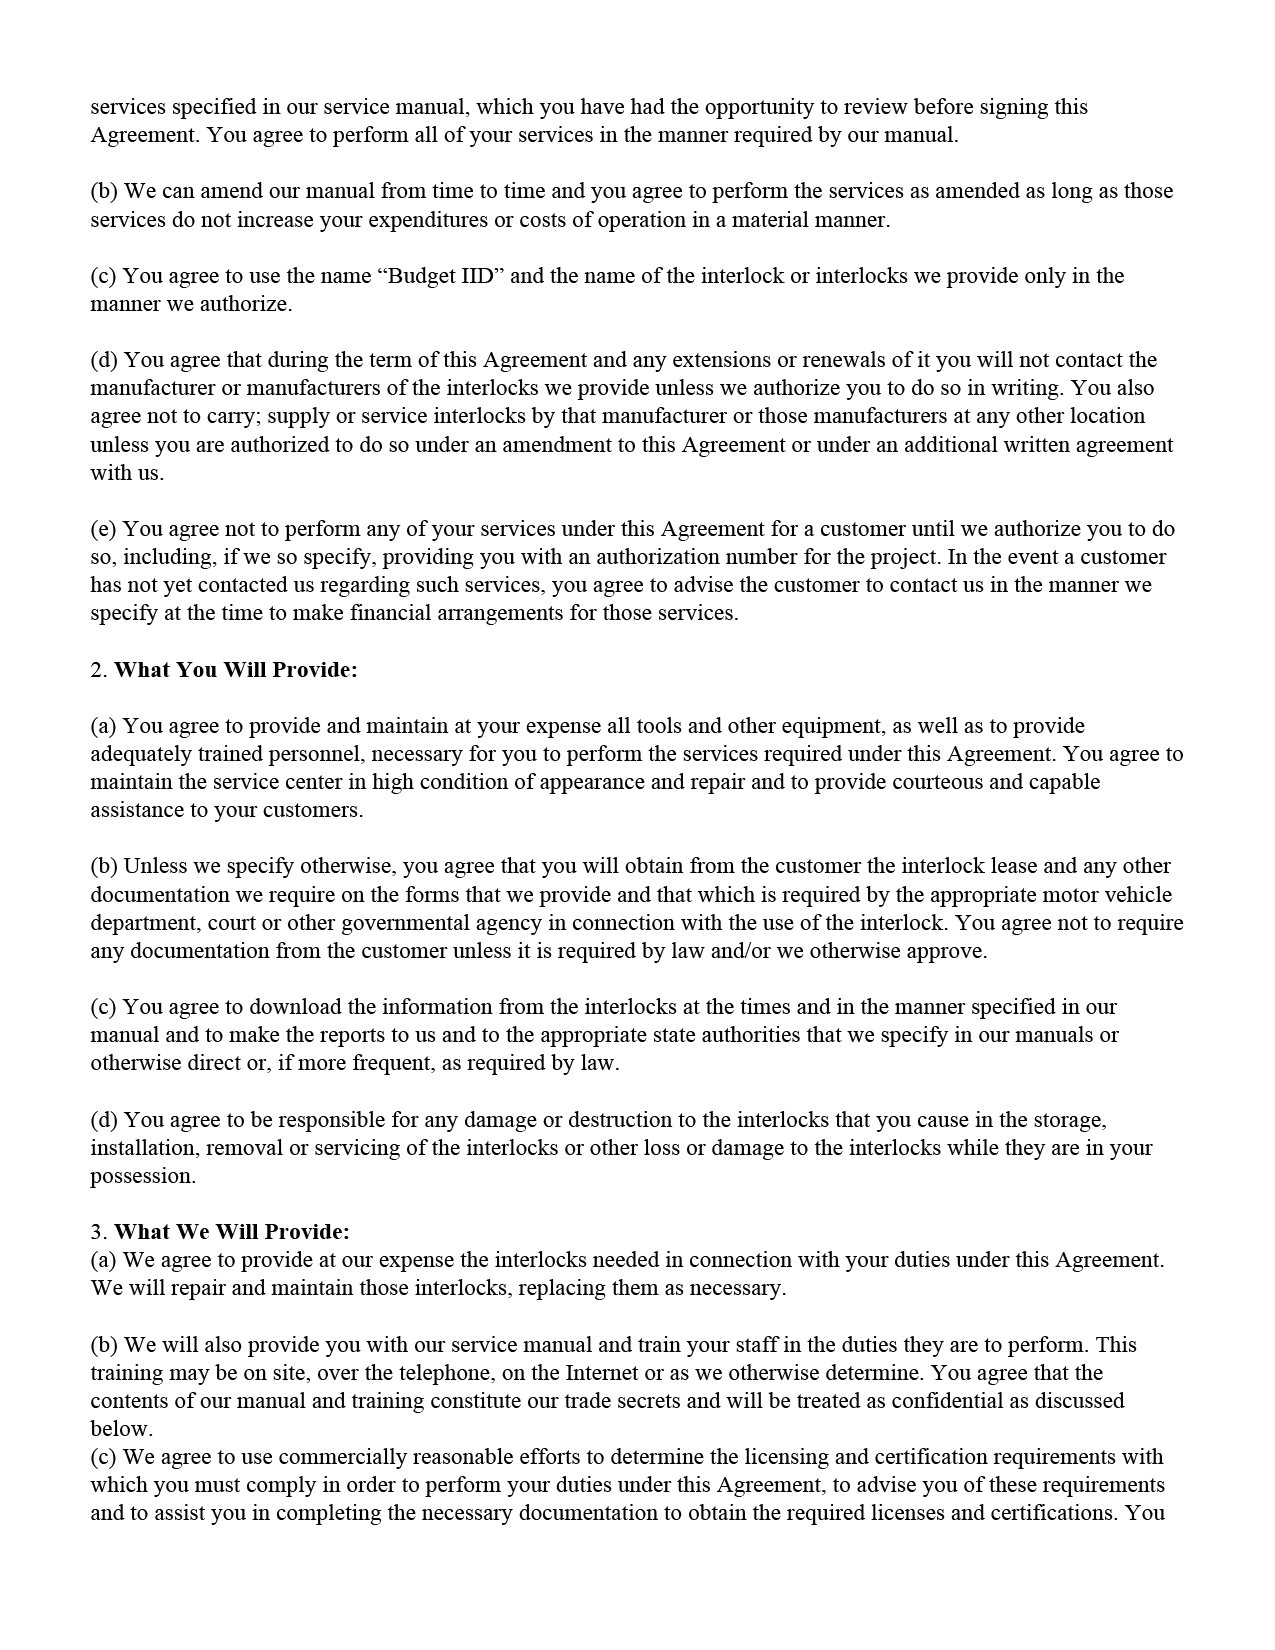 services specified in our service manual, which you have had the opportunity to review before signing this
Agreement. You agree to perform all of your services in the manner required by our manual.
(b) We can amend our manual from time to time and you agree to perform the services as amended as long as those
services do not increase your expenditures or costs of operation in a material manner.
(c) You agree to use the name “Budget IID” and the name of the interlock or interlocks we provide only in the
manner we authorize.
(d) You agree that during the term of this Agreement and any extensions or renewals of it you will not contact the
manufacturer or manufacturers of the interlocks we provide unless we authorize you to do so in writing. You also
agree not to carry; supply or service interlocks by that manufacturer or those manufacturers at any other location
unless you are authorized to do so under an amendment to this Agreement or under an additional written agreement
with us.
(e) You agree not to perform any of your services under this Agreement for a customer until we authorize you to do
so, including, if we so specify, providing you with an authorization number for the project. In the event a customer
has not yet contacted us regarding such services, you agree to advise the customer to contact us in the manner we
specify at the time to make financial arrangements for those services.
2. What You Will Provide:
(a) You agree to provide and maintain at your expense all tools and other equipment, as well as to provide
adequately trained personnel, necessary for you to perform the services required under this Agreement. You agree to
maintain the service center in high condition of appearance and repair and to provide courteous and capable
assistance to your customers.
(b) Unless we specify otherwise, you agree that you will obtain from the customer the interlock lease and any other
documentation we require on the forms that we provide and that which is required by the appropriate motor vehicle
department, court or other governmental agency in connection with the use of the interlock. You agree not to require
any documentation from the customer unless it is required by law and/or we otherwise approve.
(c) You agree to download the information from the interlocks at the times and in the manner specified in our
manual and to make the reports to us and to the appropriate state authorities that we specify in our manuals or
otherwise direct or, if more frequent, as required by law.
(d) You agree to be responsible for any damage or destruction to the interlocks that you cause in the storage,
installation, removal or servicing of the interlocks or other loss or damage to the interlocks while they are in your
possession.
3. What We Will Provide:
(a) We agree to provide at our expense the interlocks needed in connection with your duties under this Agreement.
We will repair and maintain those interlocks, replacing them as necessary.
(b) We will also provide you with our service manual and train your staff in the duties they are to perform. This
training may be on site, over the telephone, on the Internet or as we otherwise determine. You agree that the
contents of our manual and training constitute our trade secrets and will be treated as confidential as discussed
below.
(c) We agree to use commercially reasonable efforts to determine the licensing and certification requirements with
which you must comply in order to perform your duties under this Agreement, to advise you of these requirements
and to assist you in completing the necessary documentation to obtain the required licenses and certifications. You